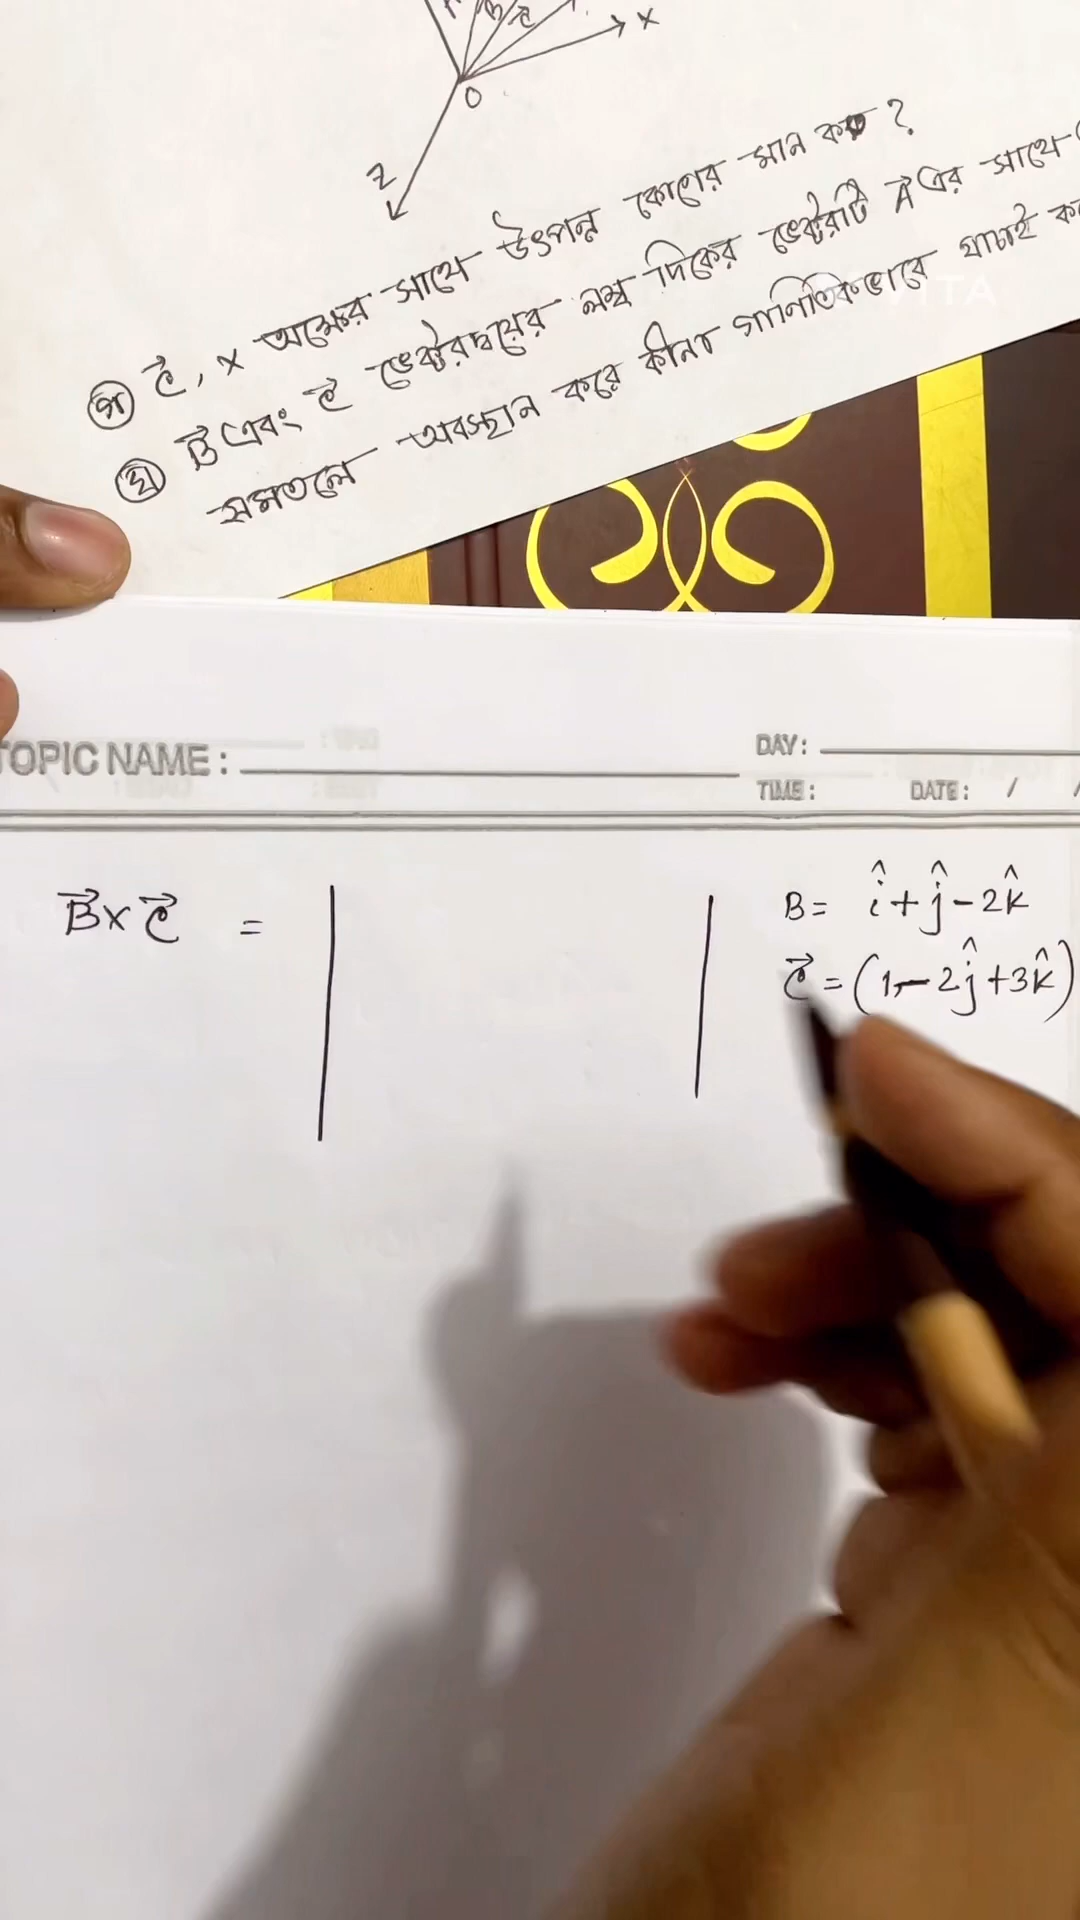 X
O
Z
গ C⃗, x অক্ষের সাথে উৎপন্ন কোণের মান কত ?
ঘ B⃗ এবং C⃗ ভেক্টরদ্বয়ের লম্ব দিকের ভেক্টরটি A⃗ এর সাথে
সমতলে অবস্থান করে কীনা গানিতিকভাবে যাচাই কর
VITA
TOPIC NAME :
DAY :
TIME : DATE : / /
B⃗ × C⃗ =
B = î + ĵ - 2k̂
C⃗ = (1, - 2ĵ + 3k̂)